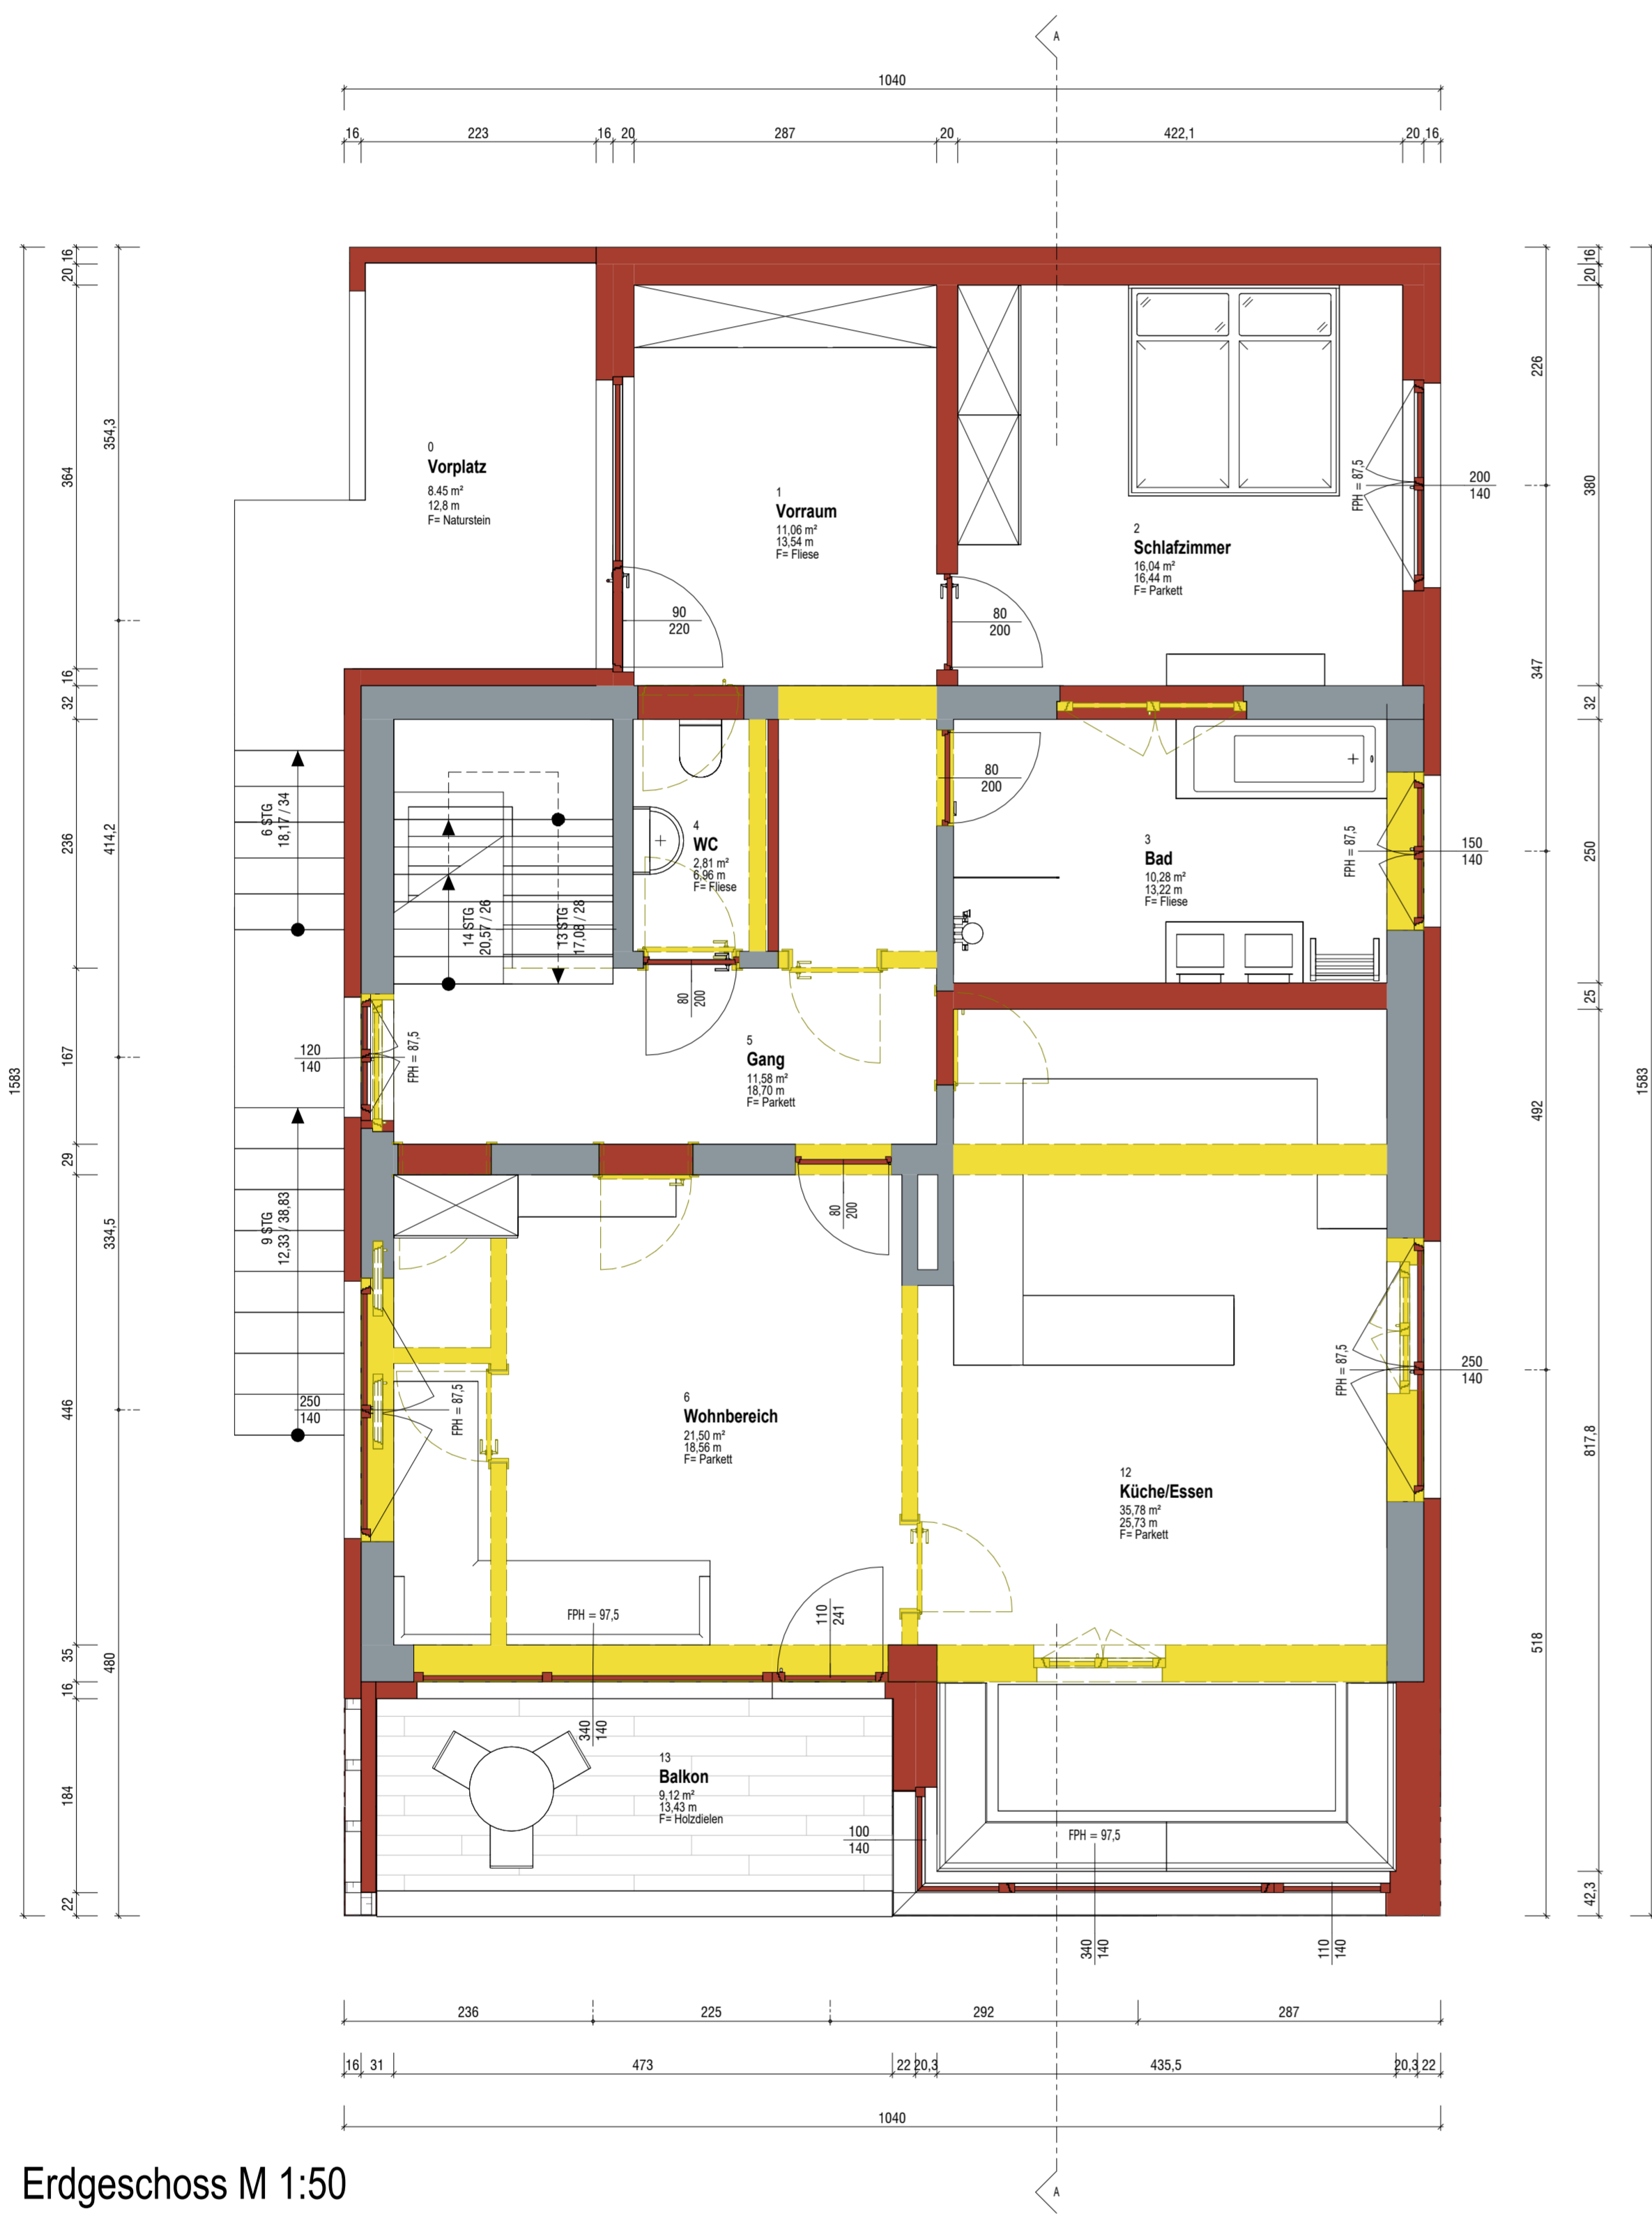 A
1040
16 223 16 20 287 20 422,1 20 16
1583
16
20
364
16
32
236
167
29
446
35
16
184
22
354,3
414,2
334,5
480
0
Vorplatz
8.45 m²
12,8 m
F= Naturstein
1
Vorraum
11,06 m²
13,54 m
F= Fliese
90
220
2
Schlafzimmer
16,04 m²
16,44 m
F= Parkett
80
200
FPH = 87,5
200
140
6 STG
18,17 / 34
14 STG
20,57 / 26
13 STG
17,08 / 28
4
WC
2,81 m²
6,96 m
F= Fliese
80
200
80
200
3
Bad
10,28 m²
13,22 m
F= Fliese
FPH = 87,5
150
140
120
140
FPH = 87,5
5
Gang
11,58 m²
18,70 m
F= Parkett
9 STG
12,33 / 38,83
80
200
250
140
FPH = 87,5
6
Wohnbereich
21,50 m²
18,56 m
F= Parkett
FPH = 97,5
110
241
340
140
12
Küche/Essen
35,78 m²
25,73 m
F= Parkett
FPH = 87,5
250
140
13
Balkon
9,12 m²
13,43 m
F= Holzdielen
100
140
FPH = 97,5
340
140
110
140
226
347
492
518
16
20
380
32
250
25
817,8
42,3
1583
236 225 292 287
16 31 473 22 20,3 435,5 20,3 22
1040
A
Erdgeschoss M 1:50